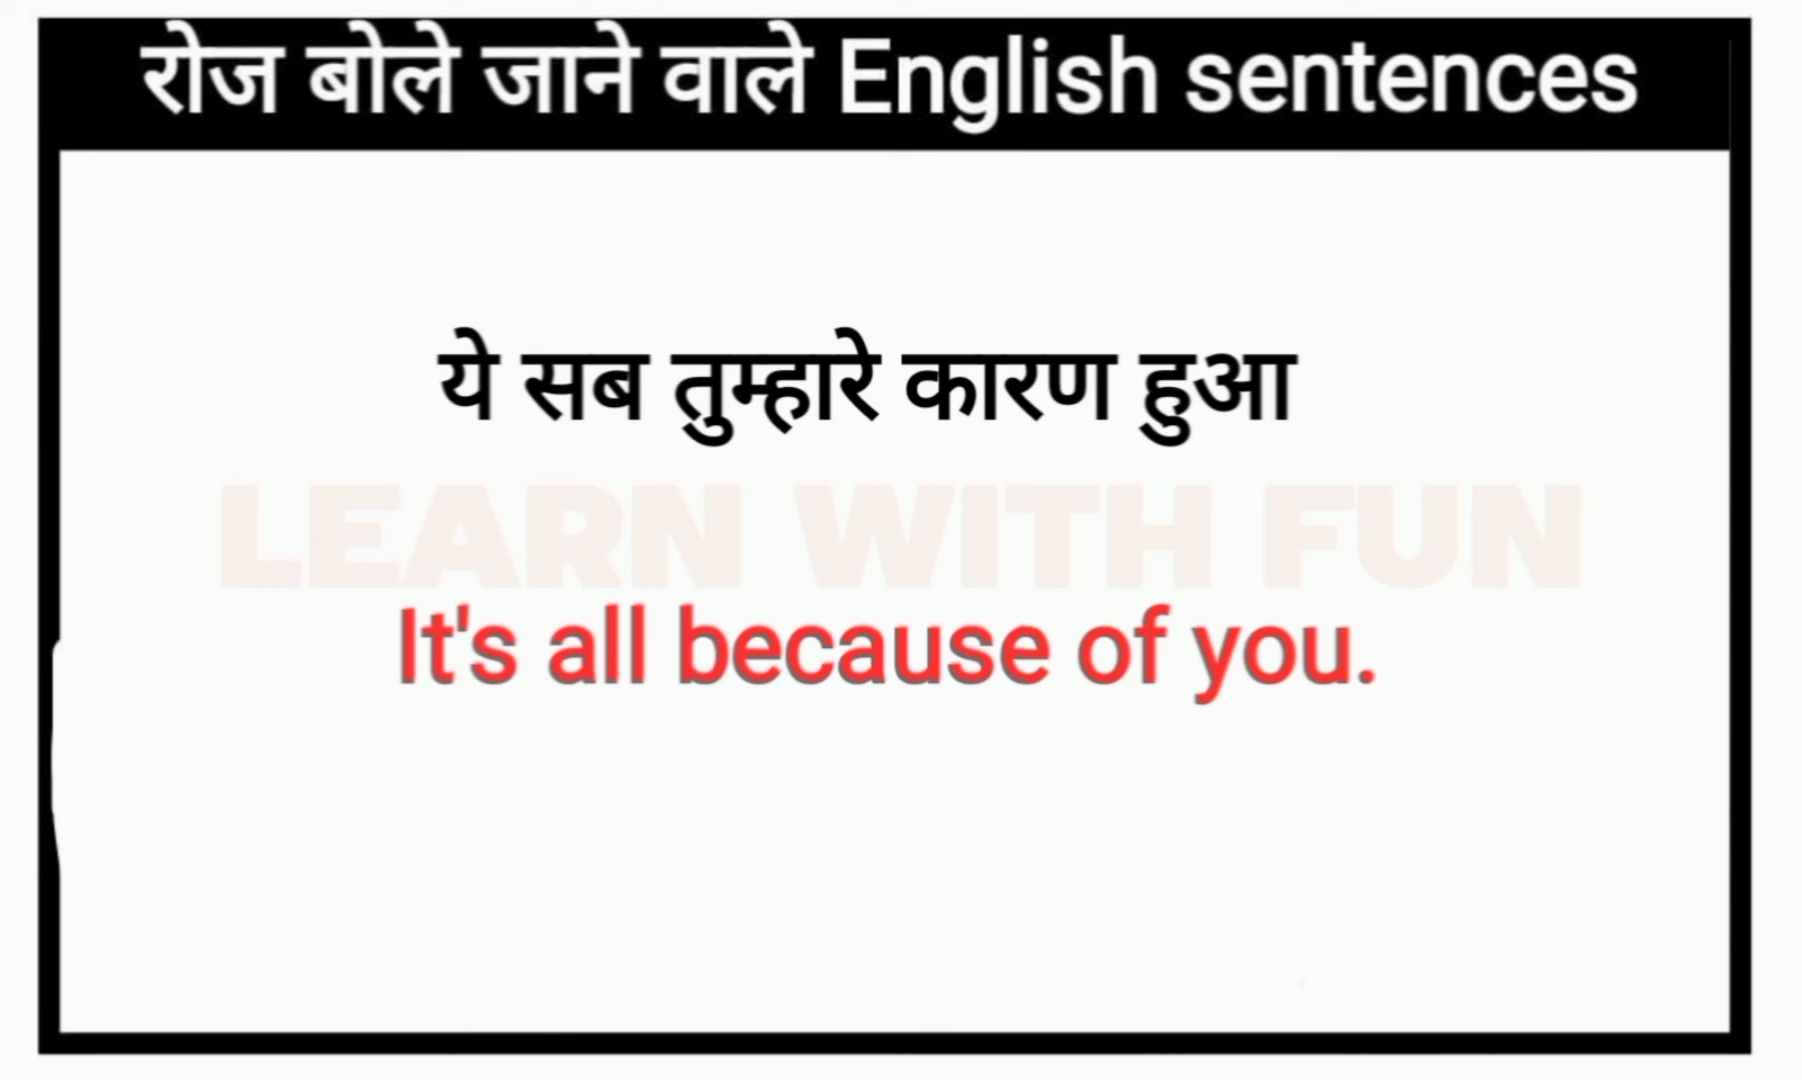 रोज बोले जाने वाले English sentences
ये सब तुम्हारे कारण हुआ
LEARN WITH FUN
It's all because of you.